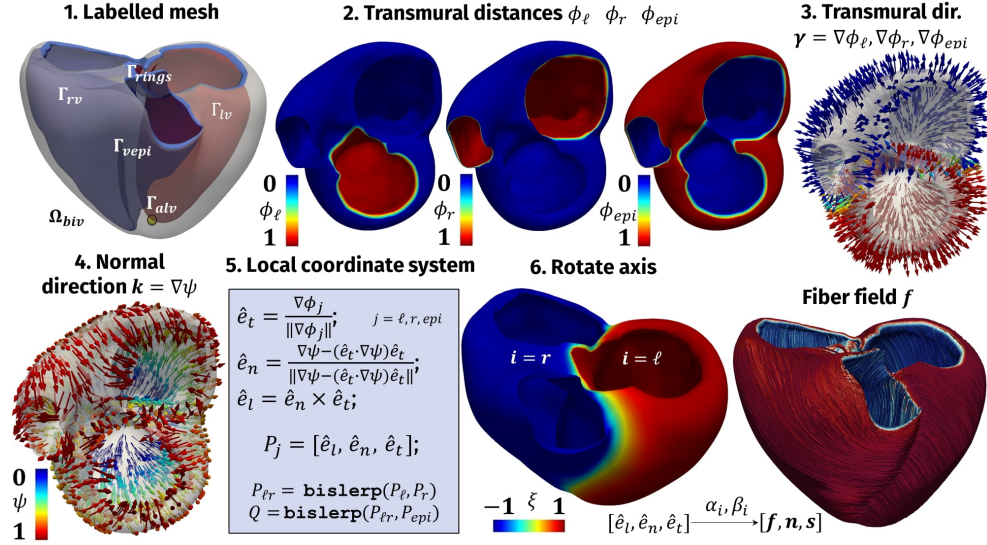 1. Labelled mesh
Γrings
Γrv
Γlv
Γvepi
Γalv
Ωbiv
2. Transmural distances ϕℓ ϕr ϕepi
0
ϕℓ
1
0
ϕr
1
0
ϕepi
1
3. Transmural dir.
γ = ∇ϕℓ, ∇ϕr, ∇ϕepi
4. Normal
direction k = ∇ψ
0
ψ
1
5. Local coordinate system
êt = ∇ϕj / ‖∇ϕj‖; j = ℓ, r, epi
ên = ∇ψ−(êt·∇ψ)êt / ‖∇ψ−(êt·∇ψ)êt‖;
êl = ên × êt;
Pj = [êl, ên, êt];
Pℓr = bislerp(Pℓ, Pr)
Q = bislerp(Pℓr, Pepi)
6. Rotate axis
i = r
i = ℓ
−1 ξ 1
Fiber field f
αi, βi
[êl, ên, êt] ⟶ [f, n, s]